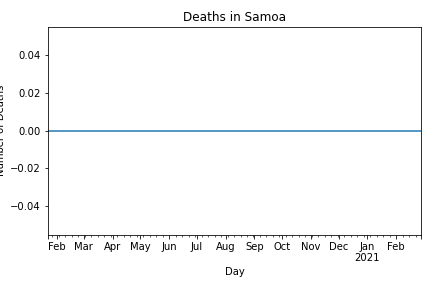 Deaths in Samoa
Number of Deaths
0.04
0.02
0.00
−0.02
−0.04
Feb Mar Apr May Jun Jul Aug Sep Oct Nov Dec Jan Feb
2021
Day